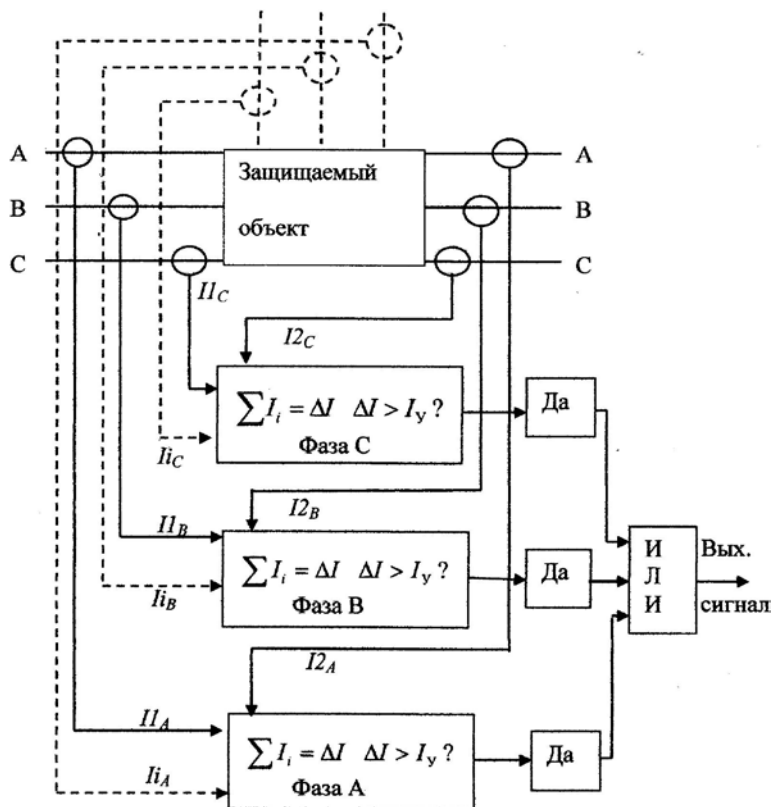 A A
Защищаемый
B B
объект
C C
I1C
I2C
∑ Ii = ΔI ΔI > IУ ?
Фаза С
Да
IiC
I2B
I1B
∑ Ii = ΔI ΔI > IУ ?
Фаза В
Да
IiB
И
Л
И
Вых.
сигнал
I2A
I1A
∑ Ii = ΔI ΔI > IУ ?
Фаза А
Да
IiA